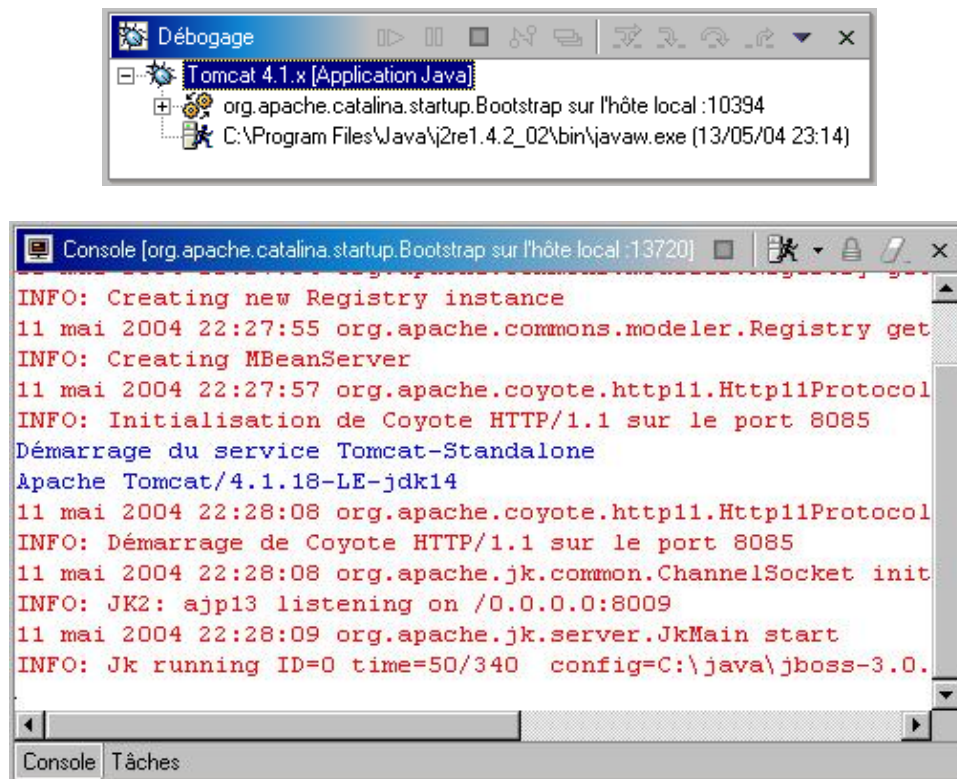 Débogage
Tomcat 4.1.x [Application Java]
org.apache.catalina.startup.Bootstrap sur l'hôte local :10394
C:\Program Files\Java\j2re1.4.2_02\bin\javaw.exe (13/05/04 23:14)
Console [org.apache.catalina.startup.Bootstrap sur l'hôte local :13720]
INFO: Creating new Registry instance
11 mai 2004 22:27:55 org.apache.commons.modeler.Registry get
INFO: Creating MBeanServer
11 mai 2004 22:27:57 org.apache.coyote.http11.Http11Protocol
INFO: Initialisation de Coyote HTTP/1.1 sur le port 8085
Démarrage du service Tomcat-Standalone
Apache Tomcat/4.1.18-LE-jdk14
11 mai 2004 22:28:08 org.apache.coyote.http11.Http11Protocol
INFO: Démarrage de Coyote HTTP/1.1 sur le port 8085
11 mai 2004 22:28:08 org.apache.jk.common.ChannelSocket init
INFO: JK2: ajp13 listening on /0.0.0.0:8009
11 mai 2004 22:28:09 org.apache.jk.server.JkMain start
INFO: Jk running ID=0 time=50/340  config=C:\java\jboss-3.0.
Console Tâches